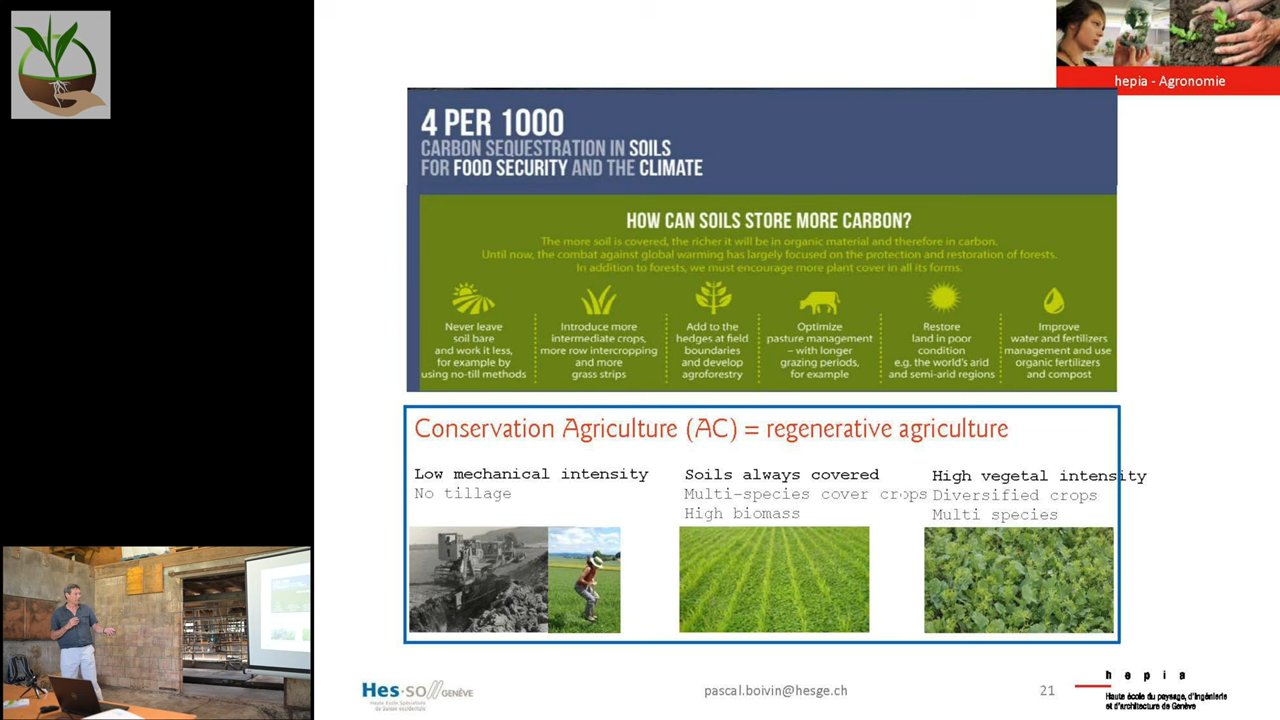 hepia - Agronomie
4 PER 1000
CARBON SEQUESTRATION IN SOILS
FOR FOOD SECURITY AND THE CLIMATE
HOW CAN SOILS STORE MORE CARBON?
The more soil is covered, the richer it will be in organic material and therefore in carbon.
Until now, the combat against global warming has largely focused on the protection and restoration of forests.
In addition to forests, we must encourage more plant cover in all its forms.
Never leave
soil bare
and work it less,
for example by
using no-till methods
Introduce more
intermediate crops,
more row intercropping
and more
grass strips
Add to the
hedges at field
boundaries
and develop
agroforestry
Optimize
pasture management
– with longer
grazing periods,
for example
Restore
land in poor
condition
e.g. the world's arid
and semi-arid regions
Improve
water and fertilizers
management and use
organic fertilizers
and compost
Conservation Agriculture (AC) = regenerative agriculture
Low mechanical intensity
No tillage
Soils always covered
Multi-species cover crops
High biomass
High vegetal intensity
Diversified crops
Multi species
Hes·so// GENÈVE
Haute Ecole Spécialisée
de Suisse occidentale
pascal.boivin@hesge.ch
21
hepia
Haute école du paysage, d'ingénierie
et d'architecture de Genève